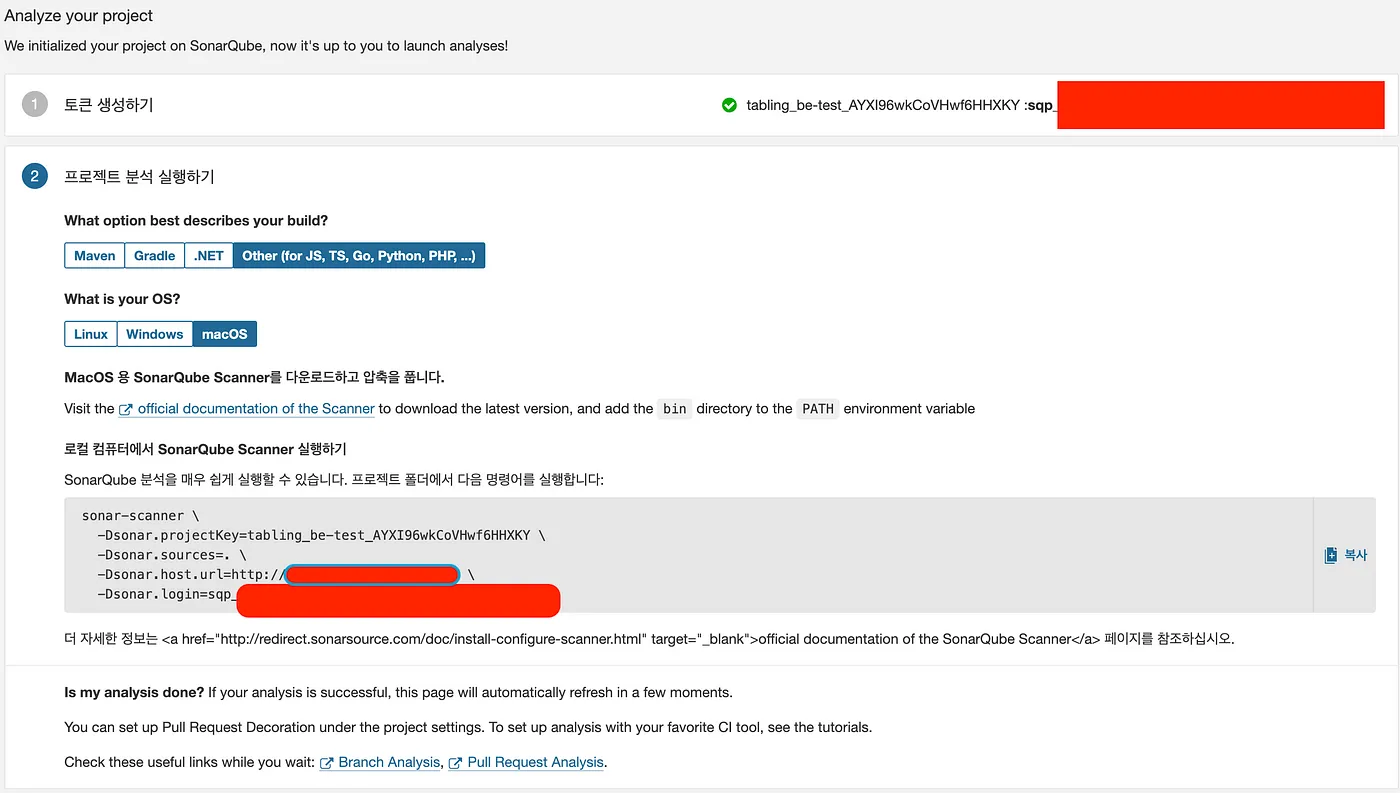 Analyze your project
We initialized your project on SonarQube, now it's up to you to launch analyses!
1 토큰 생성하기 tabling_be-test_AYXI96wkCoVHwf6HHXKY :sqp_
2 프로젝트 분석 실행하기
What option best describes your build?
Maven Gradle .NET Other (for JS, TS, Go, Python, PHP, ...)
What is your OS?
Linux Windows macOS
MacOS 용 SonarQube Scanner를 다운로드하고 압축을 풉니다.
Visit the official documentation of the Scanner to download the latest version, and add the bin directory to the PATH environment variable
로컬 컴퓨터에서 SonarQube Scanner 실행하기
SonarQube 분석을 매우 쉽게 실행할 수 있습니다. 프로젝트 폴더에서 다음 명령어를 실행합니다:
sonar-scanner \
-Dsonar.projectKey=tabling_be-test_AYXI96wkCoVHwf6HHXKY \
-Dsonar.sources=. \
복사
-Dsonar.host.url=http:// \
-Dsonar.login=sqp_
더 자세한 정보는 <a href="http://redirect.sonarsource.com/doc/install-configure-scanner.html" target="_blank">official documentation of the SonarQube Scanner</a> 페이지를 참조하십시오.
Is my analysis done? If your analysis is successful, this page will automatically refresh in a few moments.
You can set up Pull Request Decoration under the project settings. To set up analysis with your favorite CI tool, see the tutorials.
Check these useful links while you wait: Branch Analysis, Pull Request Analysis.